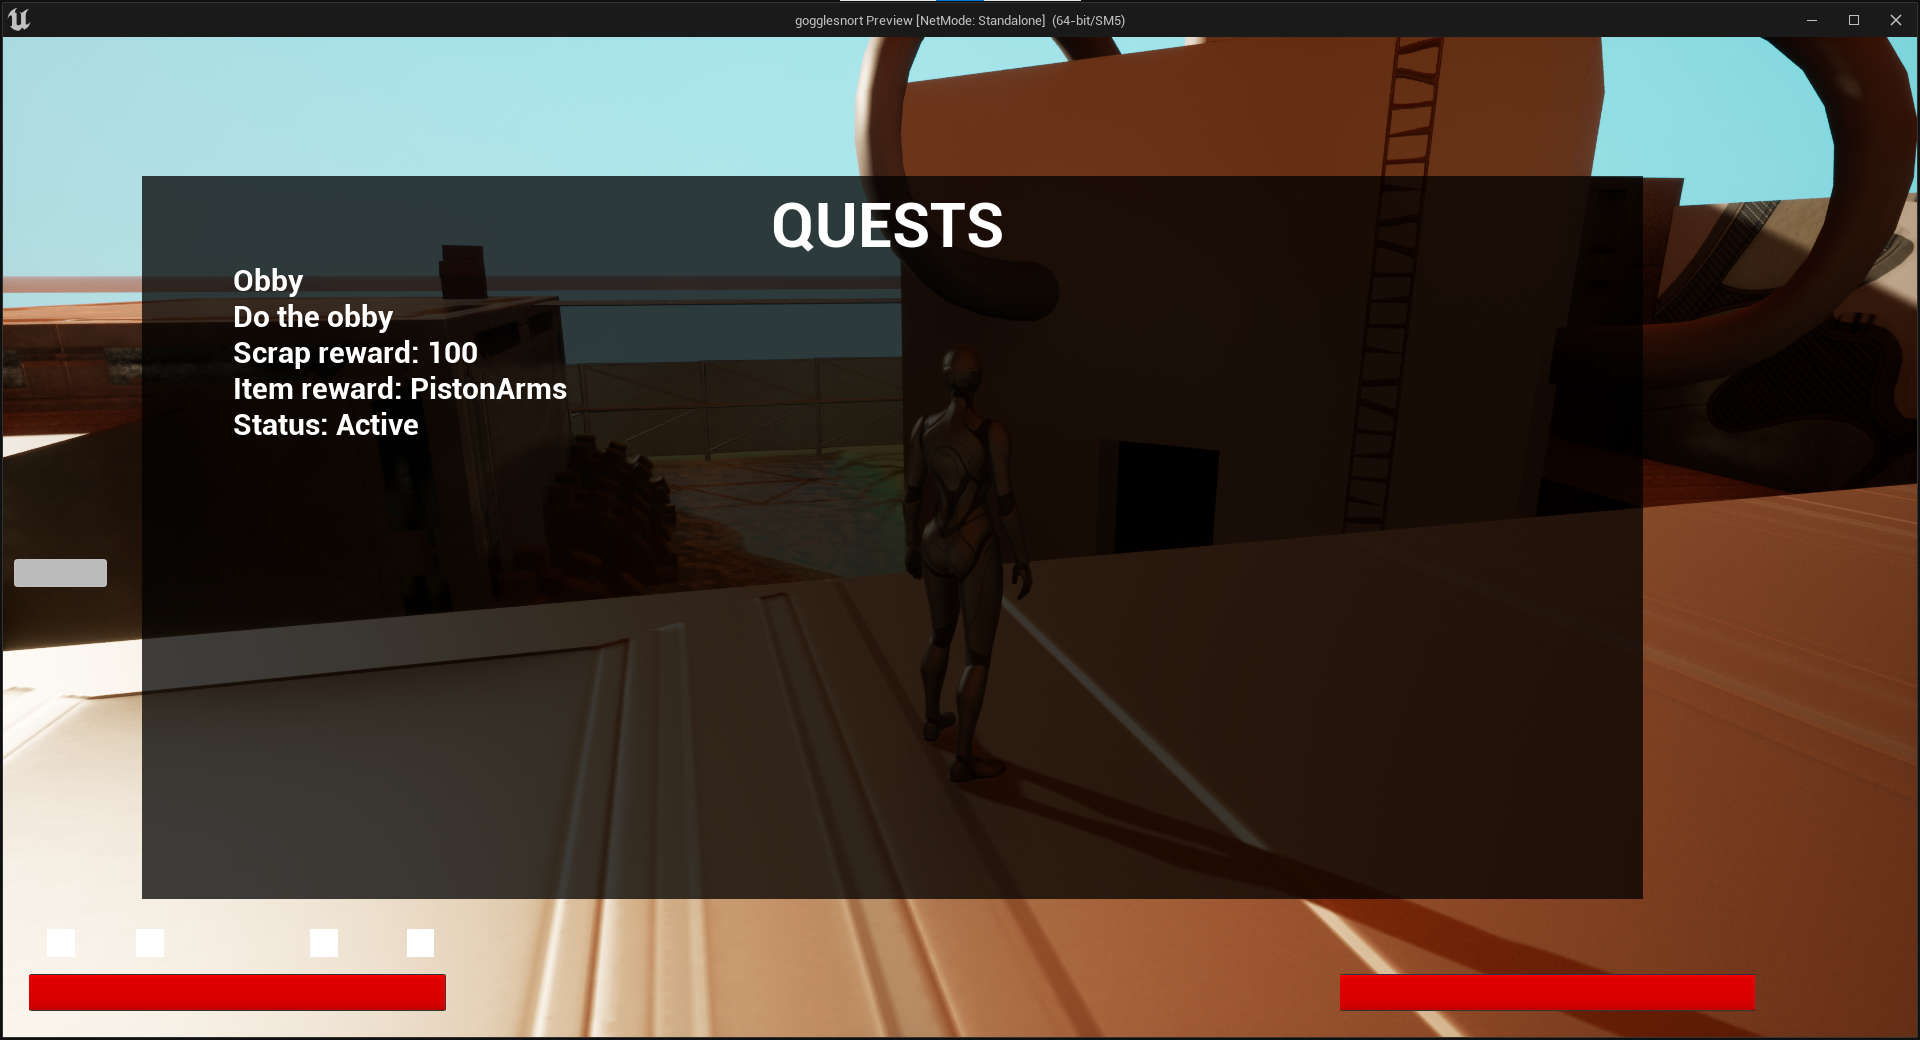 gogglesnort Preview [NetMode: Standalone] (64-bit/SM5)
QUESTS
Obby
Do the obby
Scrap reward: 100
Item reward: PistonArms
Status: Active